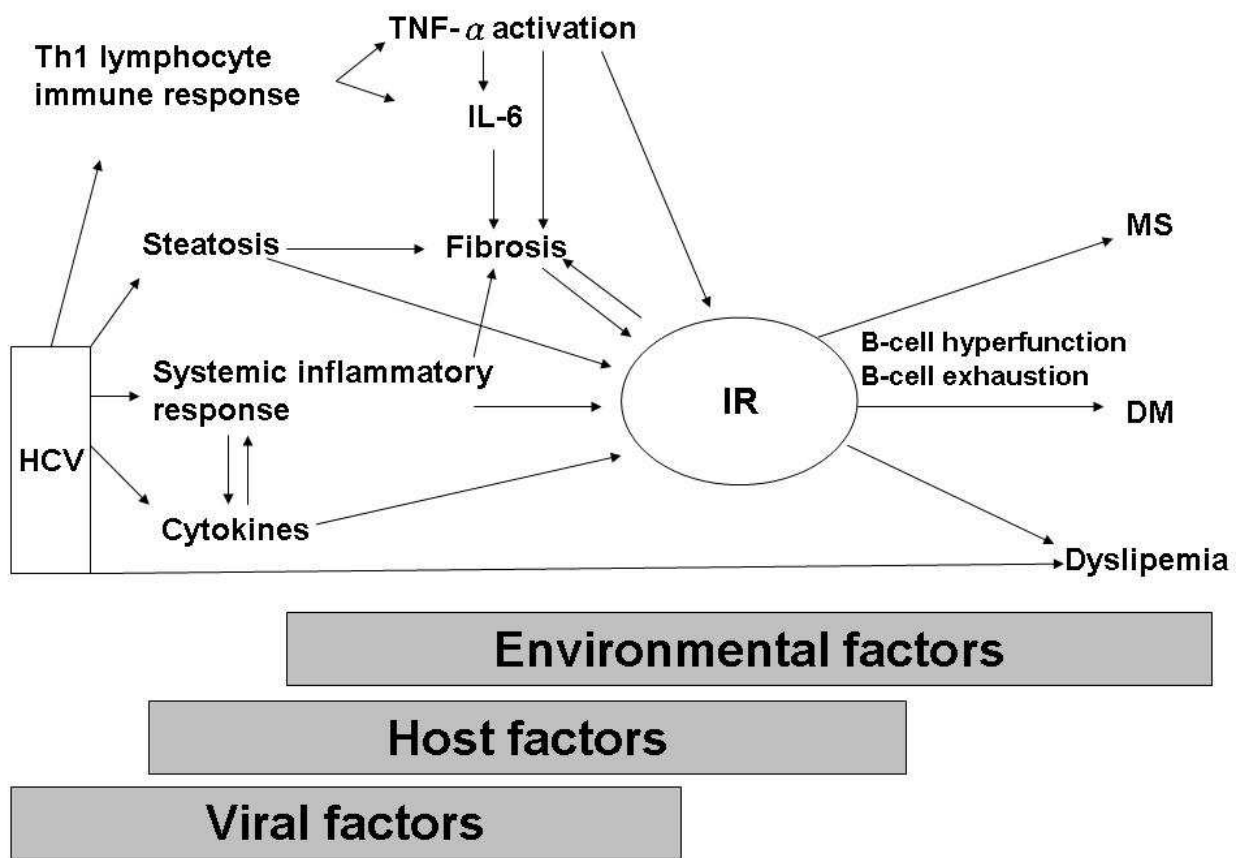 TNF-α activation
Th1 lymphocyte
immune response
IL-6
Steatosis
Fibrosis
MS
B-cell hyperfunction
B-cell exhaustion
Systemic inflammatory
response
IR
DM
HCV
Cytokines
Dyslipemia
Environmental factors
Host factors
Viral factors